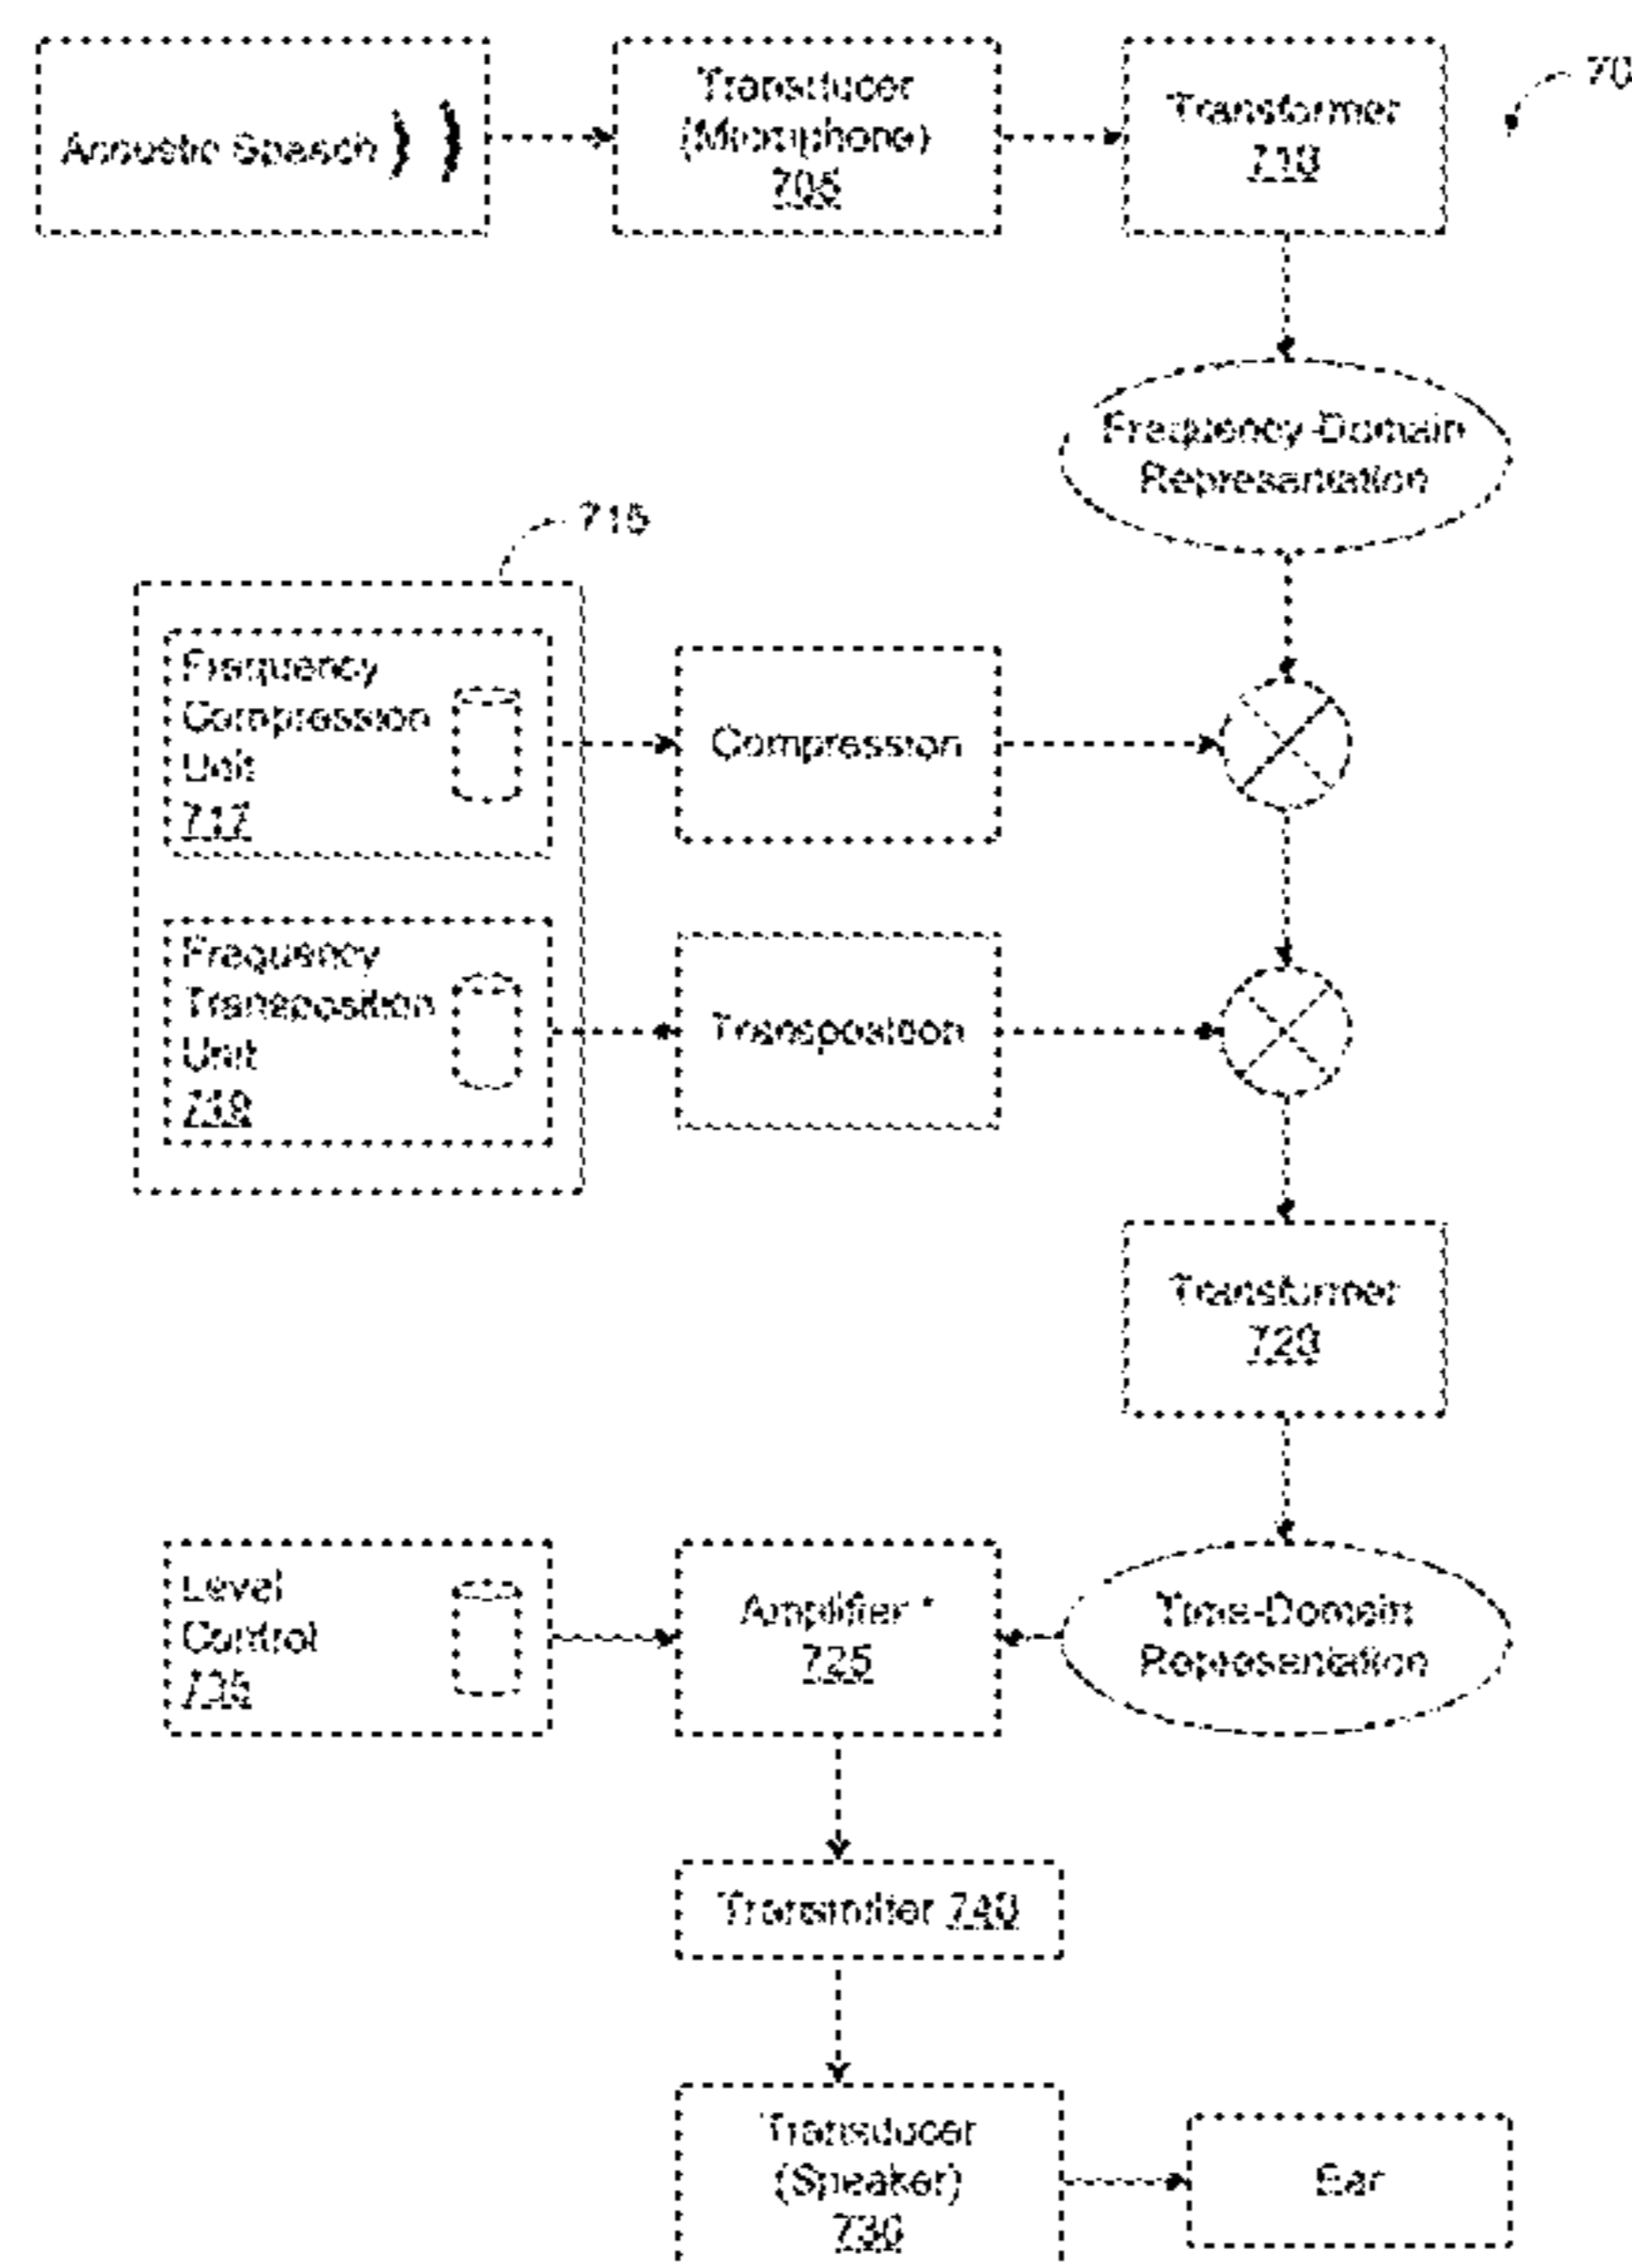 Acoustic Speech
Transducer
(Microphone)
705
Transformer
710
70
Frequency-Domain
Representation
715
Frequency
Compression
Unit
717
Compression
Frequency
Transposition
Unit
719
Transposition
Transformer
720
Level
Control
735
Amplifier *
725
Time-Domain
Representation
Transmitter 740
Transducer
(Speaker)
730
Ear